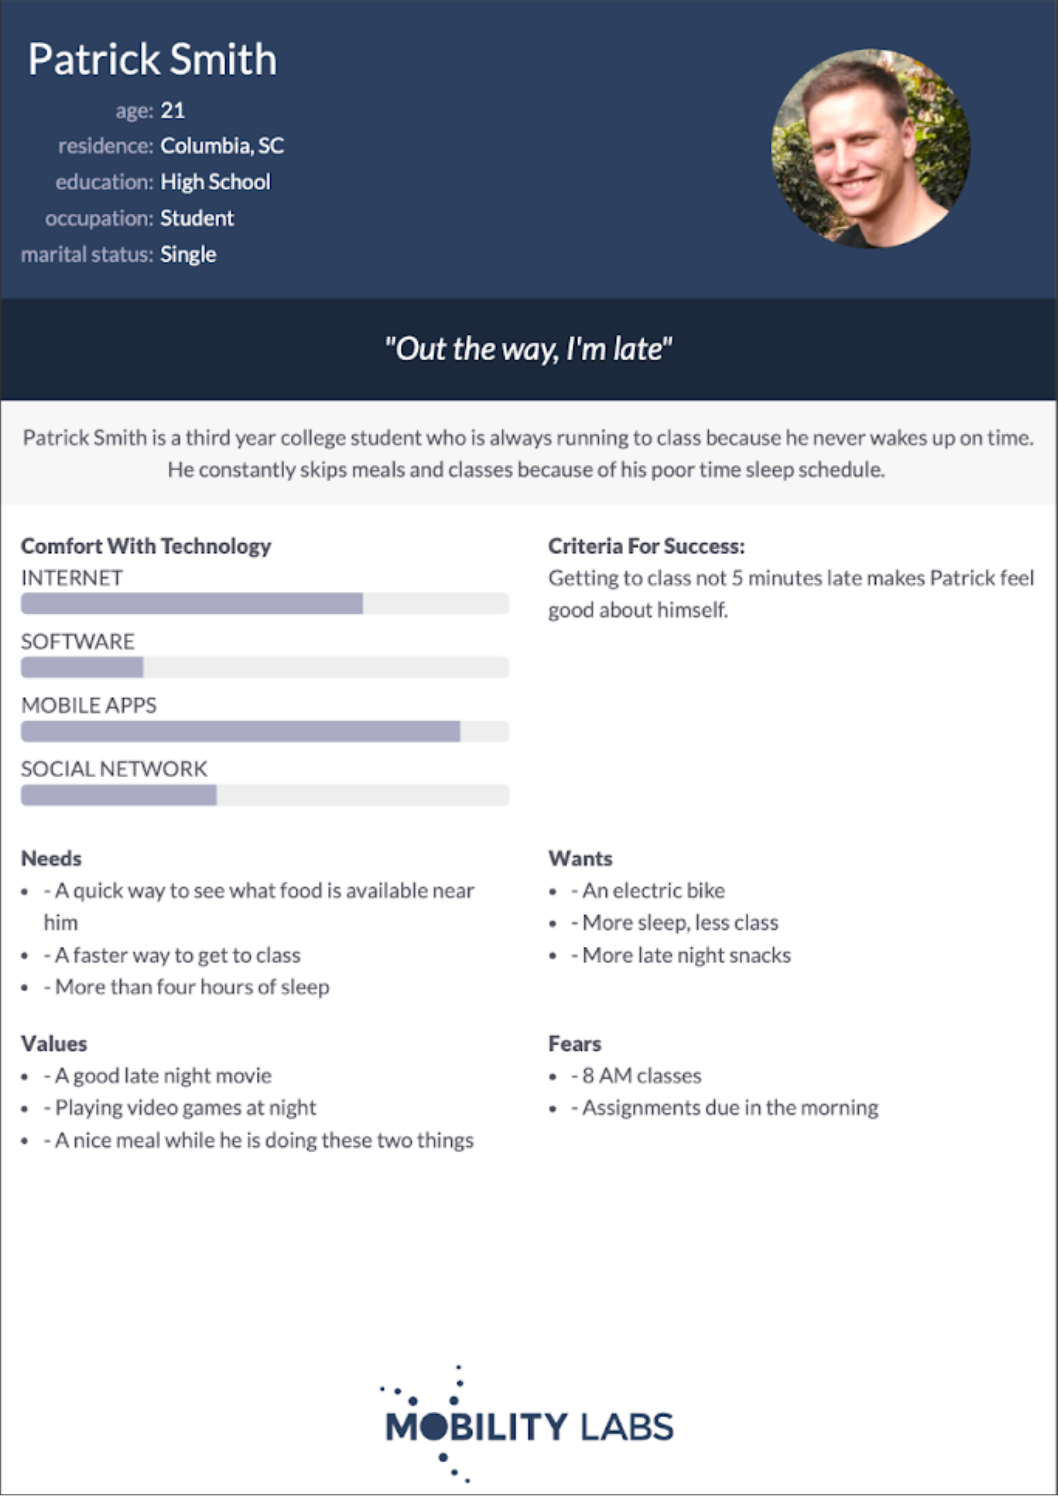 Patrick Smith
age: 21
residence: Columbia, SC
education: High School
occupation: Student
marital status: Single
"Out the way, I'm late"
Patrick Smith is a third year college student who is always running to class because he never wakes up on time.
He constantly skips meals and classes because of his poor time sleep schedule.
Comfort With Technology
INTERNET
SOFTWARE
MOBILE APPS
SOCIAL NETWORK
Criteria For Success:
Getting to class not 5 minutes late makes Patrick feel
good about himself.
Needs
• - A quick way to see what food is available near
him
• - A faster way to get to class
• - More than four hours of sleep
Wants
• - An electric bike
• - More sleep, less class
• - More late night snacks
Values
• - A good late night movie
• - Playing video games at night
• - A nice meal while he is doing these two things
Fears
• - 8 AM classes
• - Assignments due in the morning
MOBILITY LABS